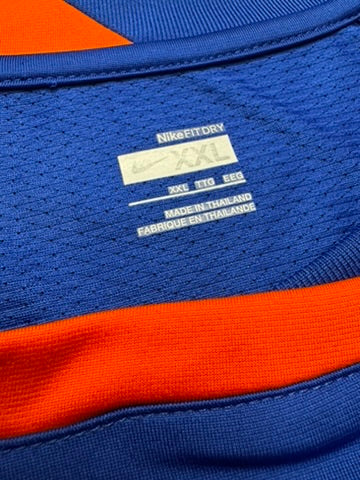 NikeFITDRY
XXL
XXL TTG EEG
MADE IN THAILAND
FABRIQUE EN THAILANDE